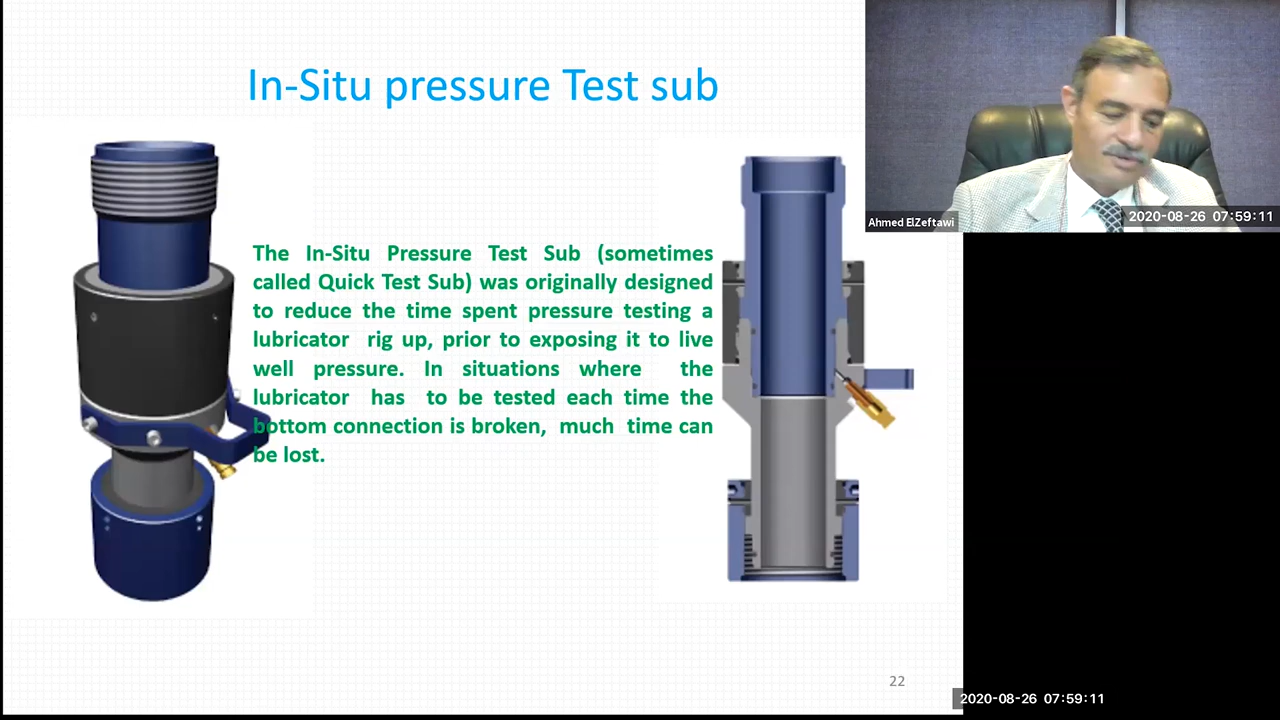 In-Situ pressure Test sub
The In-Situ Pressure Test Sub (sometimes
called Quick Test Sub) was originally designed
to reduce the time spent pressure testing a
lubricator rig up, prior to exposing it to live
well pressure. In situations where the
lubricator has to be tested each time the
bottom connection is broken, much time can
be lost.
22
Ahmed ElZeftawi
2020-08-26 07:59:11
2020-08-26 07:59:11